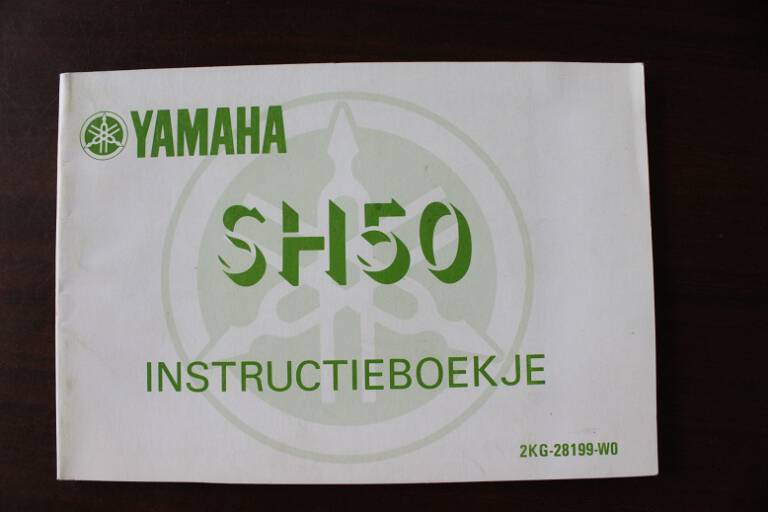 YAMAHA
SH50
INSTRUCTIEBOEKJE
2KG-28199-W0